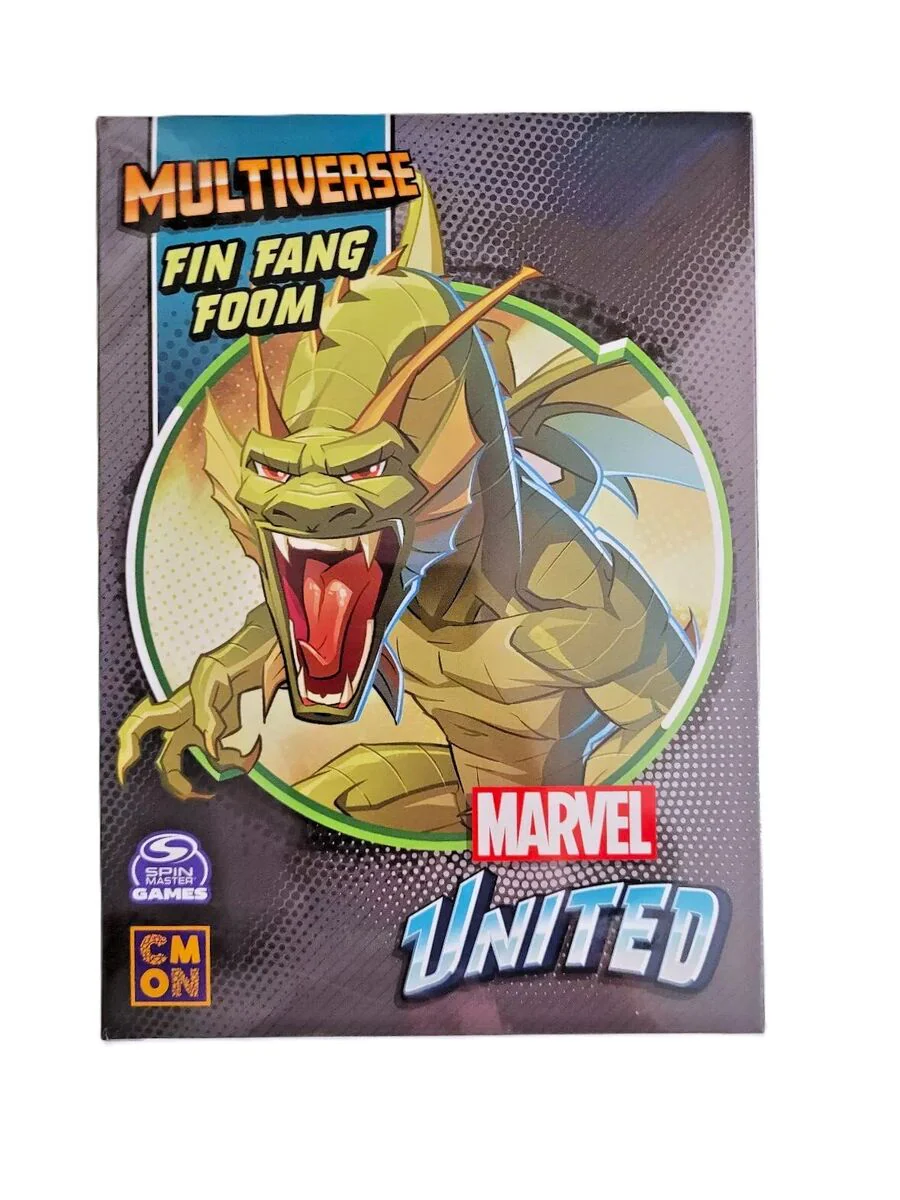 MULTIVERSE
FIN FANG
FOOM
MARVEL
UNITED
SPIN
MASTER
GAMES
CM
ON